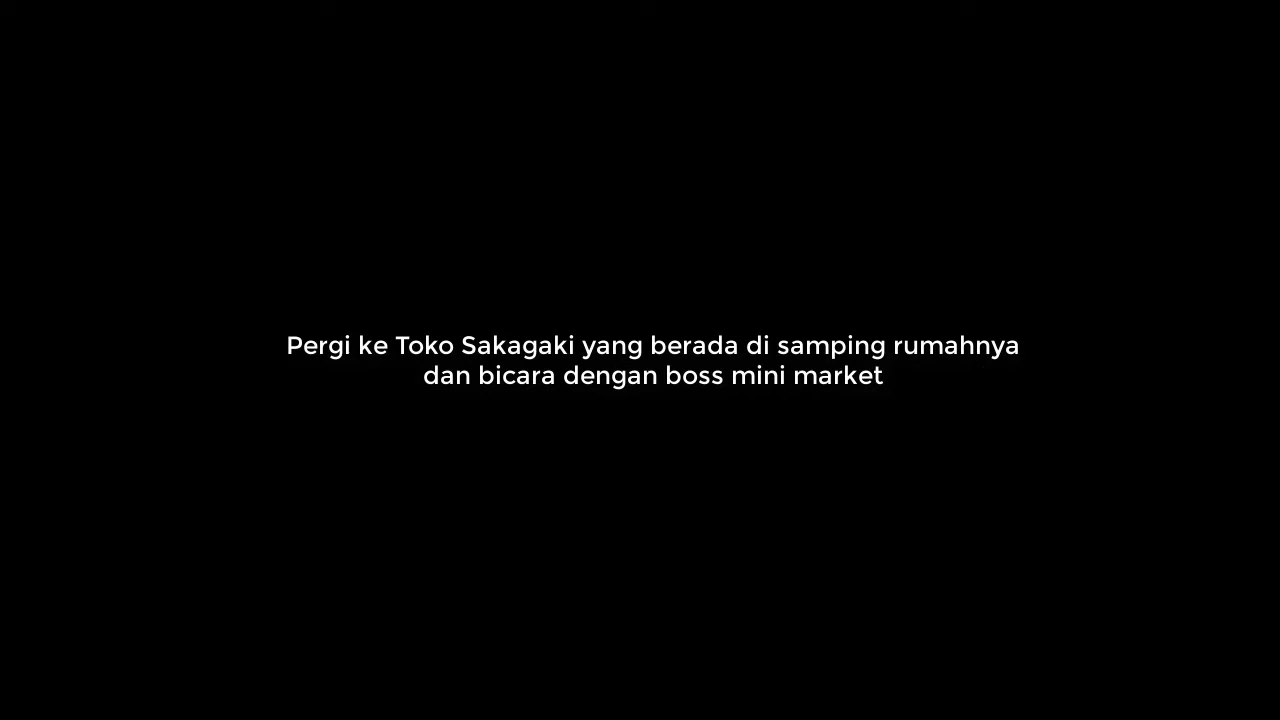 Pergi ke Toko Sakagaki yang berada di samping rumahnya
dan bicara dengan boss mini market